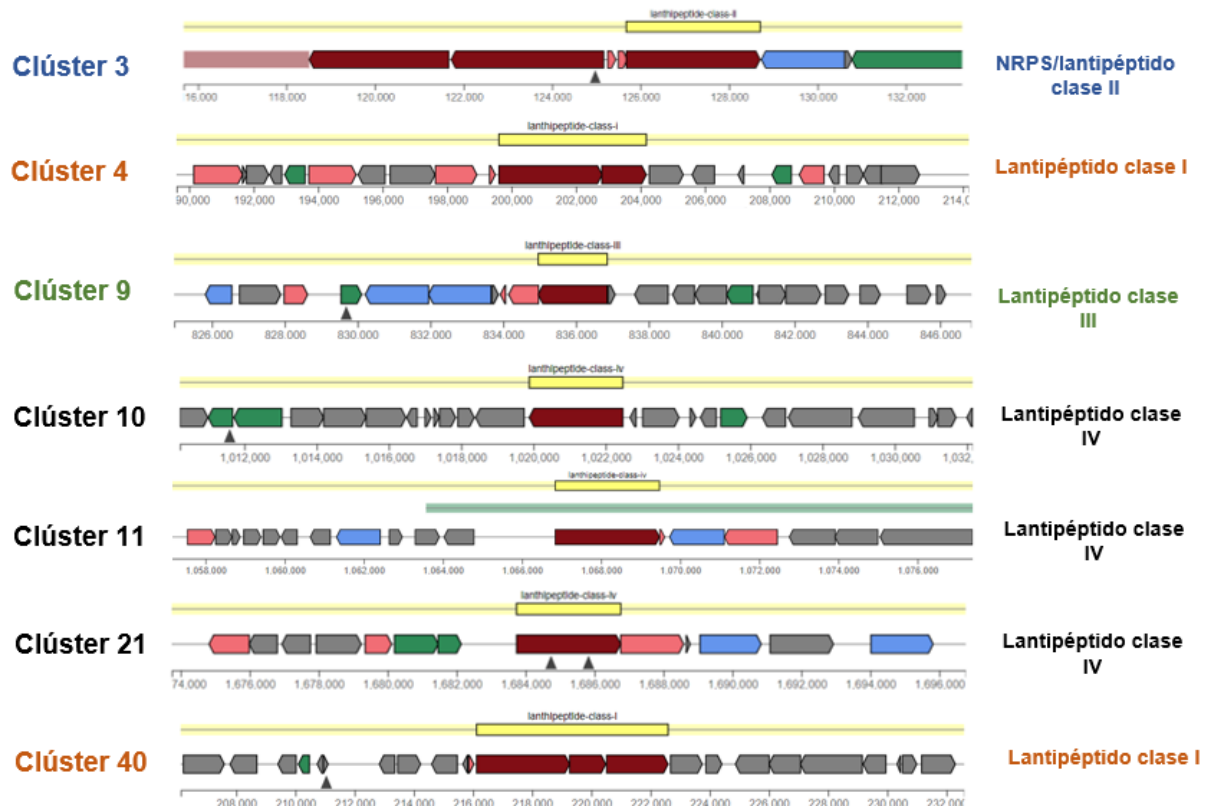 lanthipeptide-class-ii
Clúster 3
NRPS/lantipéptido
clase II
16,000 118,000 120,000 122,000 124,000 126,000 128,000 130,000 132,000
lanthipeptide-class-i
Clúster 4
Lantipéptido clase I
90,000 192,000 194,000 196,000 198,000 200,000 202,000 204,000 206,000 208,000 210,000 212,000 214,0
lanthipeptide-class-iii
Clúster 9
Lantipéptido clase
III
826,000 828,000 830,000 832,000 834,000 836,000 838,000 840,000 842,000 844,000 846,000
lanthipeptide-class-iv
Clúster 10
Lantipéptido clase
IV
1,012,000 1,014,000 1,016,000 1,018,000 1,020,000 1,022,000 1,024,000 1,026,000 1,028,000 1,030,000 1,032,
lanthipeptide-class-iv
Clúster 11
Lantipéptido clase
IV
1,058,000 1,060,000 1,062,000 1,064,000 1,066,000 1,068,000 1,070,000 1,072,000 1,074,000 1,076,000
lanthipeptide-class-iv
Clúster 21
Lantipéptido clase
IV
74,000 1,676,000 1,678,000 1,680,000 1,682,000 1,684,000 1,686,000 1,688,000 1,690,000 1,692,000 1,694,000 1,696,000
lanthipeptide-class-i
Clúster 40
Lantipéptido clase I
208,000 210,000 212,000 214,000 216,000 218,000 220,000 222,000 224,000 226,000 228,000 230,000 232,000